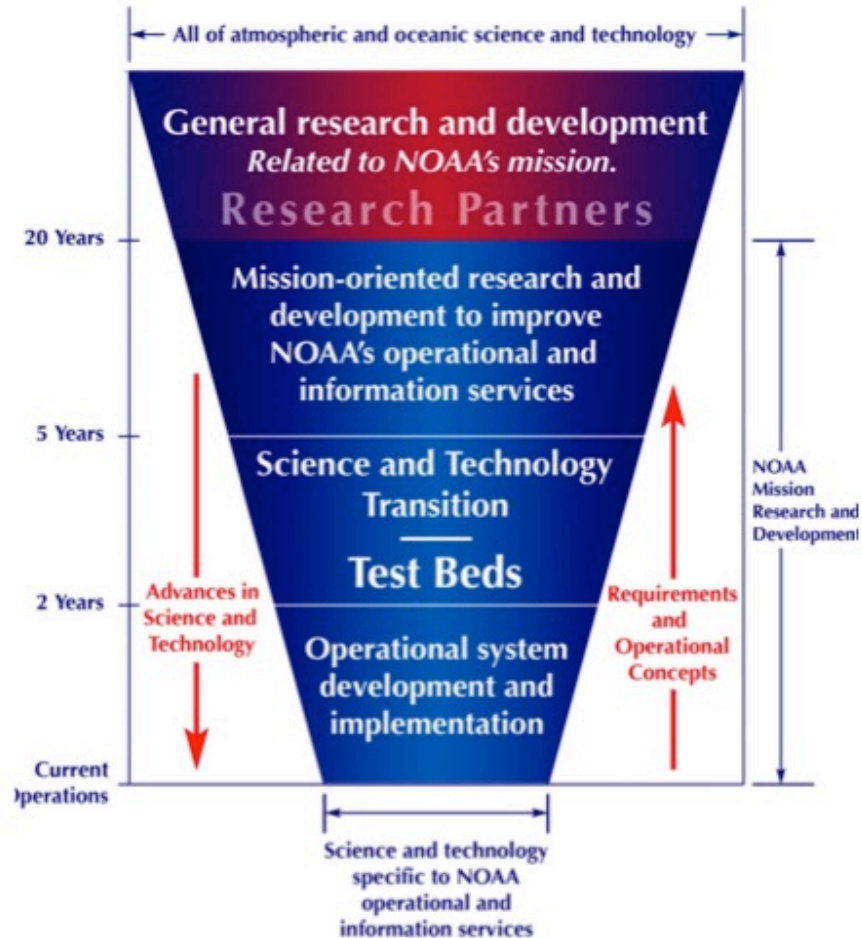 All of atmospheric and oceanic science and technology
General research and development
Related to NOAA's mission.
Research Partners
20 Years
Mission-oriented research and
development to improve
NOAA's operational and
information services
5 Years
Science and Technology
Transition
Test Beds
2 Years
Operational system
development and
implementation
Current
Operations
Advances in
Science and
Technology
Requirements
and
Operational
Concepts
NOAA
Mission
Research and
Development
Science and technology
specific to NOAA
operational and
information services